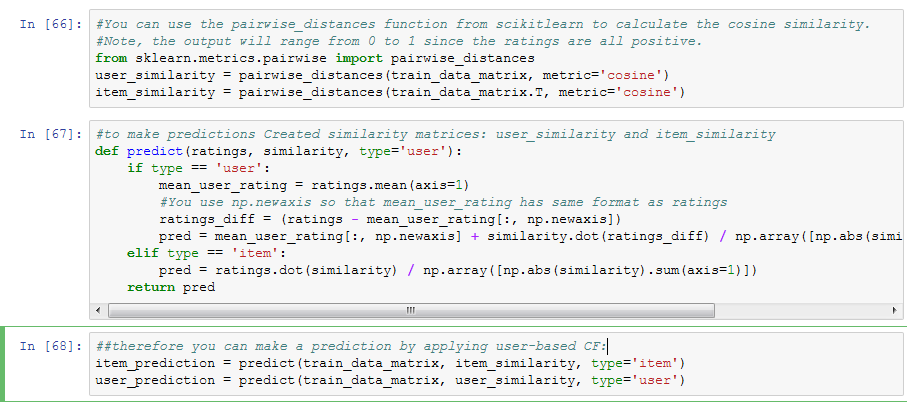 In [66]: #You can use the pairwise_distances function from scikitlearn to calculate the cosine similarity.
#Note, the output will range from 0 to 1 since the ratings are all positive.
from sklearn.metrics.pairwise import pairwise_distances
user_similarity = pairwise_distances(train_data_matrix, metric='cosine')
item_similarity = pairwise_distances(train_data_matrix.T, metric='cosine')
In [67]: #to make predictions Created similarity matrices: user_similarity and item_similarity
def predict(ratings, similarity, type='user'):
    if type == 'user':
        mean_user_rating = ratings.mean(axis=1)
        #You use np.newaxis so that mean_user_rating has same format as ratings
        ratings_diff = (ratings - mean_user_rating[:, np.newaxis])
        pred = mean_user_rating[:, np.newaxis] + similarity.dot(ratings_diff) / np.array([np.abs(simi
    elif type == 'item':
        pred = ratings.dot(similarity) / np.array([np.abs(similarity).sum(axis=1)])
    return pred
In [68]: ##therefore you can make a prediction by applying user-based CF:
item_prediction = predict(train_data_matrix, item_similarity, type='item')
user_prediction = predict(train_data_matrix, user_similarity, type='user')